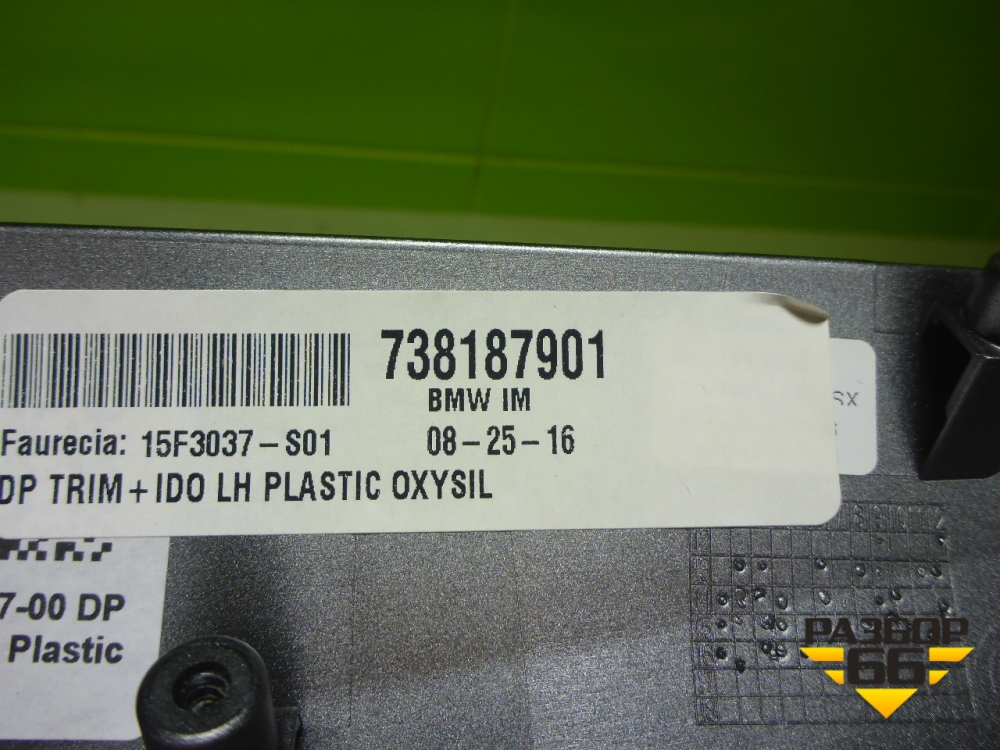 738187901
BMW IM
Faurecia: 15F3037-S01
08-25-16
DP TRIM+IDO LH PLASTIC OXYSIL
7-00 DP
Plastic
SX
РАЗБОР
66